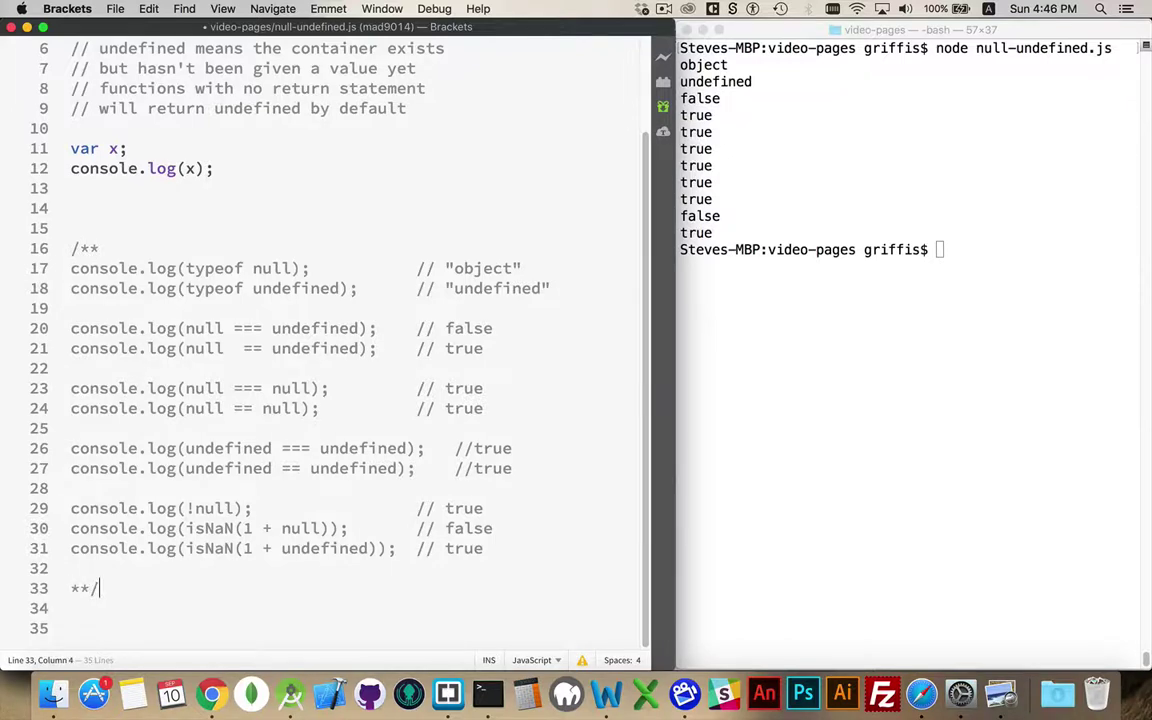 Brackets File Edit Find View Navigate Emmet Debug Help 100% Sun 4:46 PM
• video-pages/null-undefined.js (mad9014) — Brackets
6 // undefined means the container exists
7 // but hasn't been given a value yet
8 // functions with no return statement
9 // will return undefined by default
10
11 var x;
12 console.log(x);
13
14
15
16 /**
17 console.log(typeof null); // "object"
18 console.log(typeof undefined); // "undefined"
19
20 console.log(null === undefined); // false
21 console.log(null  == undefined); // true
22
23 console.log(null === null); // true
24 console.log(null == null); // true
25
26 console.log(undefined === undefined); //true
27 console.log(undefined == undefined); //true
28
29 console.log(!null); // true
30 console.log(isNaN(1 + null)); // false
31 console.log(isNaN(1 + undefined)); // true
32
33 **/
34
35
Line 33, Column 4 — 35 Lines INS JavaScript Spaces: 4
video-pages — -bash — 57×37
Steves-MBP:video-pages griffis$ node null-undefined.js
object
undefined
false
true
true
true
true
true
true
false
true
Steves-MBP:video-pages griffis$
1
SEP
10
An
Ps
Ai
Fz